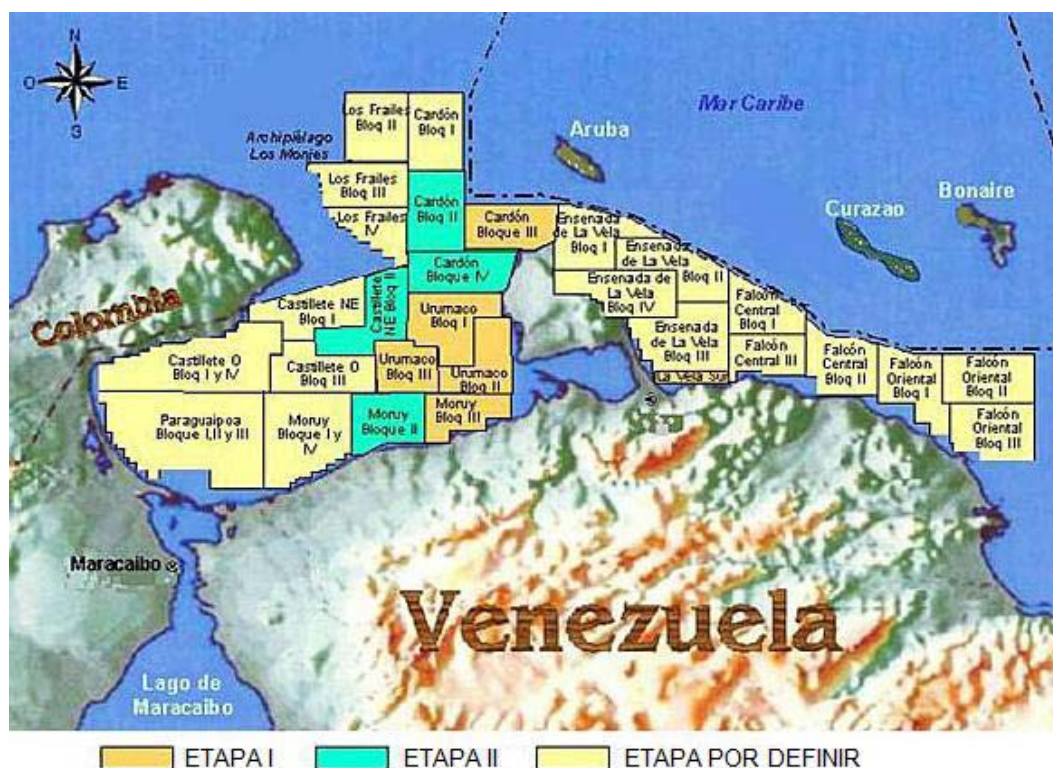 N
O
E
S
Mar Caribe
Los Frailes
Bloq II
Cardón
Bloq I
Aruba
Archipiélago
Los Monjes
Los Frailes
Bloq III
Bonaire
Los Frailes
IV
Cardón
Bloq II
Cardón
Bloque III
Ensenada
de La Vela
Bloq I
Curazao
Ensenada
de La Vela
Bloq II
Cardón
Bloque IV
Ensenada de
La Vela
Bloq IV
Colombia
Castillete NE
Bloq I
Castillete
NE Bloq II
Urumaco
Bloq I
Falcón
Central
Bloq I
Ensenada
La Vela
Bloq III
Falcón
Central III
Castillete O
Bloq I y IV
Castillete O
Bloq III
Urumaco
Bloq III
Urumaco
Bloq II
La Vela Sur
Falcón
Central
Bloq II
Falcón
Oriental
Bloq I
Falcón
Oriental
Bloq II
Paraguaipoa
Bloque I,II y III
Moruy
Bloque I y
IV
Moruy
Bloque II
Moruy
Bloq III
Falcón
Oriental
Bloq III
Maracaibo
Venezuela
Lago de
Maracaibo
ETAPA I
ETAPA II
ETAPA POR DEFINIR